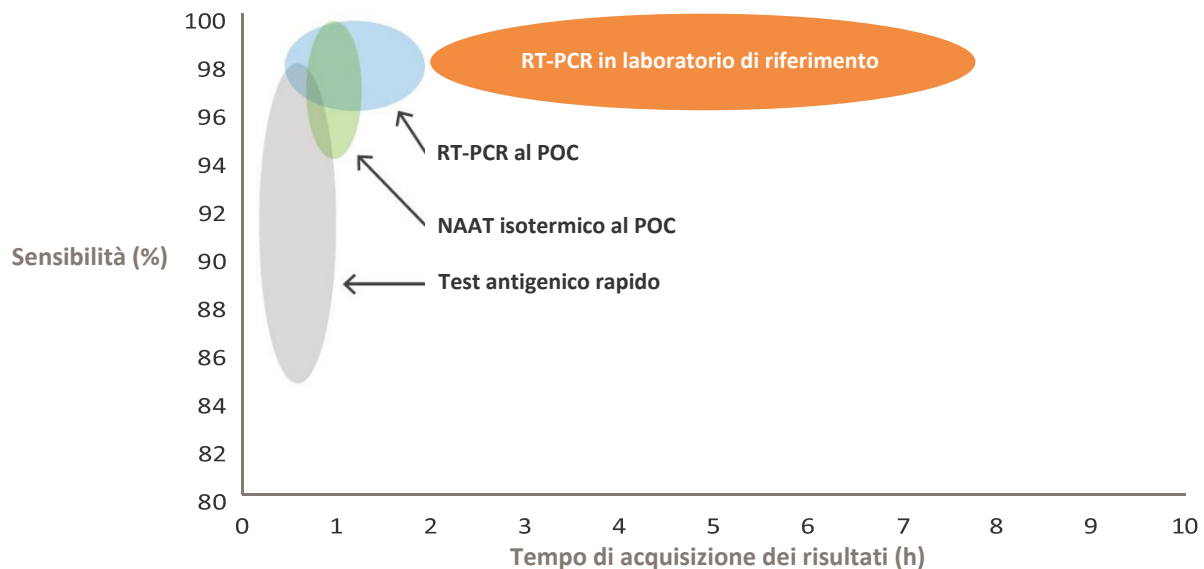 100
98
96
94
92
90
88
86
84
82
80
Sensibilità (%)
RT-PCR in laboratorio di riferimento
RT-PCR al POC
NAAT isotermico al POC
Test antigenico rapido
0 1 2 3 4 5 6 7 8 9 10
Tempo di acquisizione dei risultati (h)